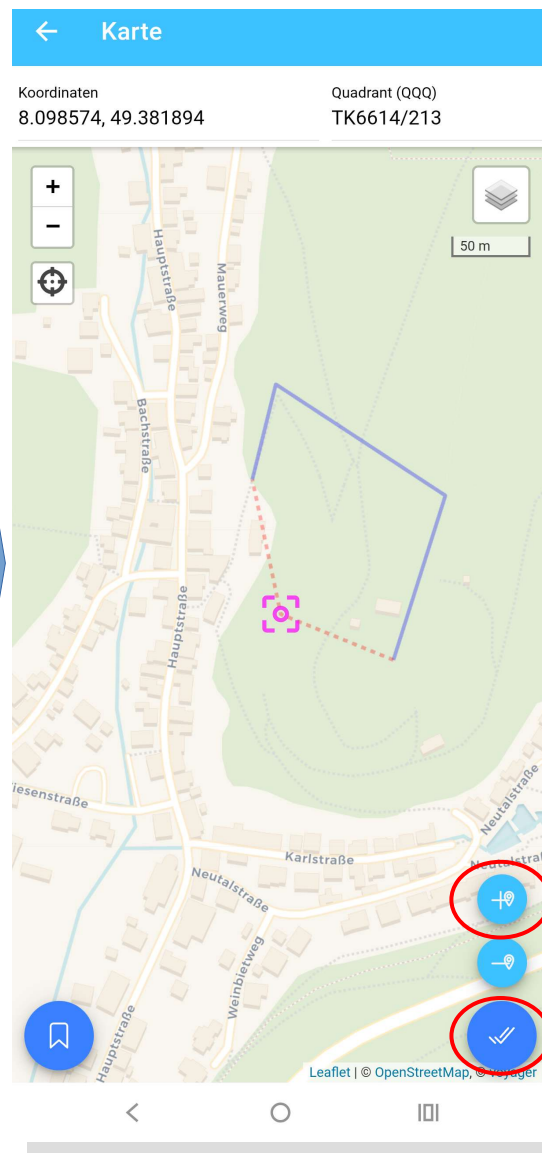 Karte
Koordinaten
8.098574, 49.381894
Quadrant (QQQ)
TK6614/213
+
−
50 m
Hauptstraße
Mauerweg
Bachstraße
Hauptstraße
iesenstraße
Neutalstraße
Karlstraße
Neutalstraße
Neutalstraß
Weinbietweg
Hauptstraße
Leaflet | © OpenStreetMap, © Voyager